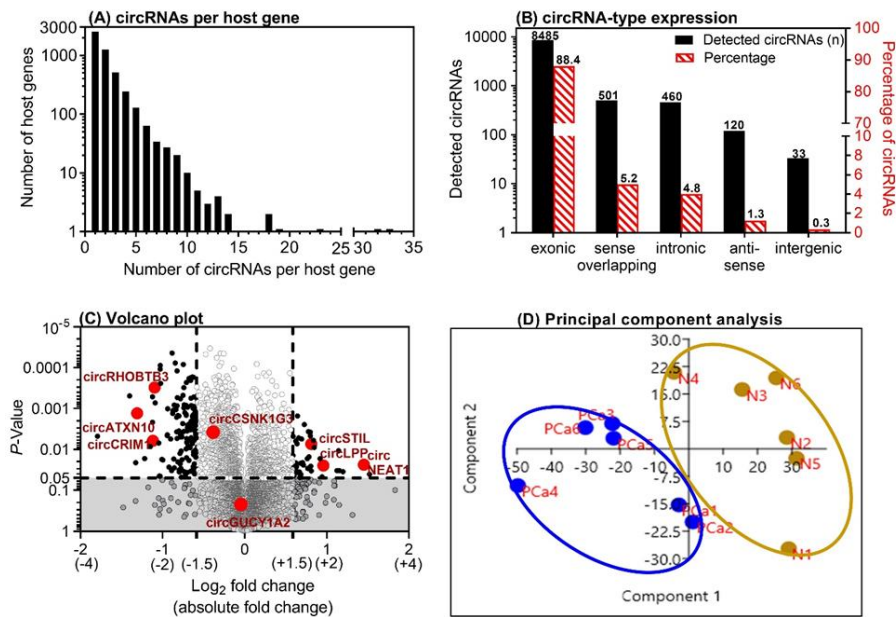 (A) circRNAs per host gene
Number of host genes
3000
1000
100
10
1
0 5 10 15 20 25 30 35
Number of circRNAs per host gene
(B) circRNA-type expression
Detected circRNAs
10000
1000
100
10
1
Detected circRNAs (n)
Percentage
8485
88.4
501
5.2
460
4.8
120
1.3
33
0.3
100
90
80
70
10
8
6
4
2
0
Percentage
of circRNAs
exonic sense intronic anti- intergenic
overlapping sense
(C) Volcano plot
P-Value
10-5
0.0001
0.001
0.01
0.05
0.1
1
circRHOBTB3
circATXN10
circCRIM1
circCSNK1G3
circSTIL
circLPP circ
NEAT1
circGUCY1A2
-2 -1 0 1 2
(-4) (-2) (-1.5) (+1.5) (+2) (+4)
Log2 fold change
(absolute fold change)
(D) Principal component analysis
Component 2
30.0
22.5
15.0
7.5
-7.5
-15.0
-22.5
-30.0
-50 -40 -30 -20 -10 20 30 40
N4
N6
N3
N2
N5
N1
PCa3
PCa6
PCa5
PCa4
PCa1
PCa2
Component 1